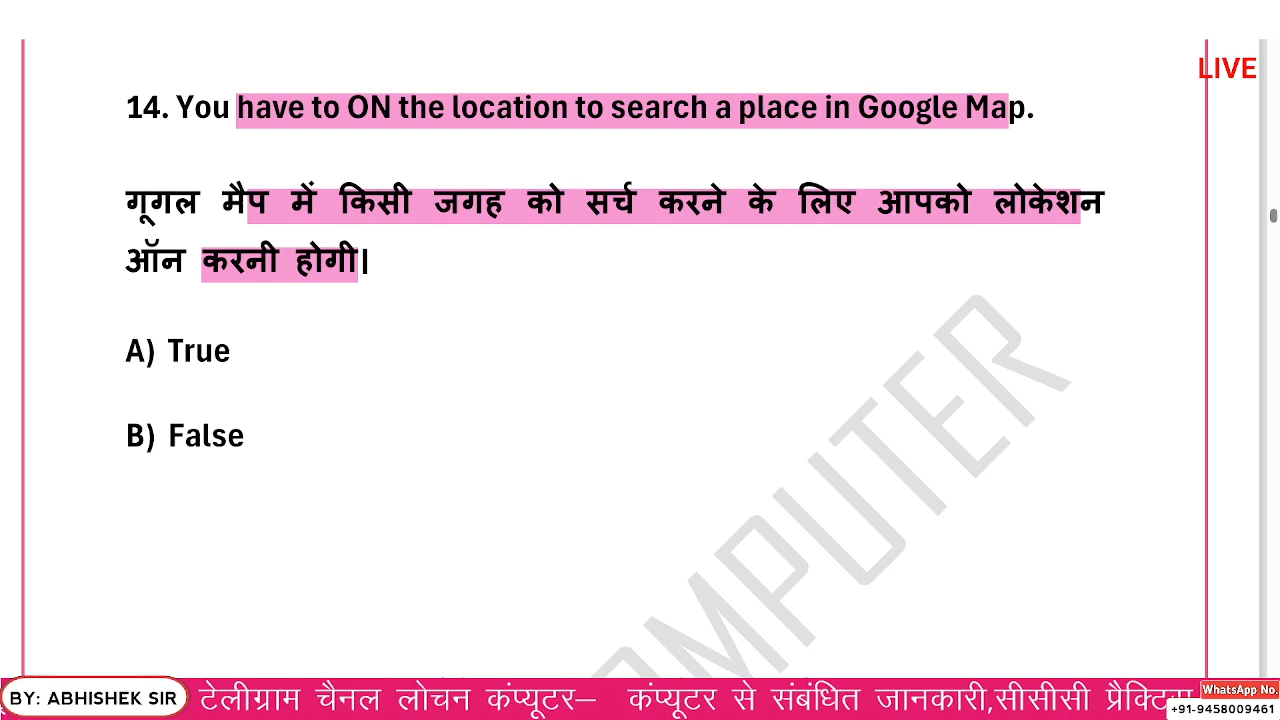 LIVE
14. You have to ON the location to search a place in Google Map.
गूगल मैप में किसी जगह को सर्च करने के लिए आपको लोकेशन
ऑन करनी होगी।
A) True
B) False
COMPUTER
BY: ABHISHEK SIR
टेलीग्राम चैनल लोचन कंप्यूटर– कंप्यूटर से संबंधित जानकारी,सीसीसी
WhatsApp No.
+91-9458009461